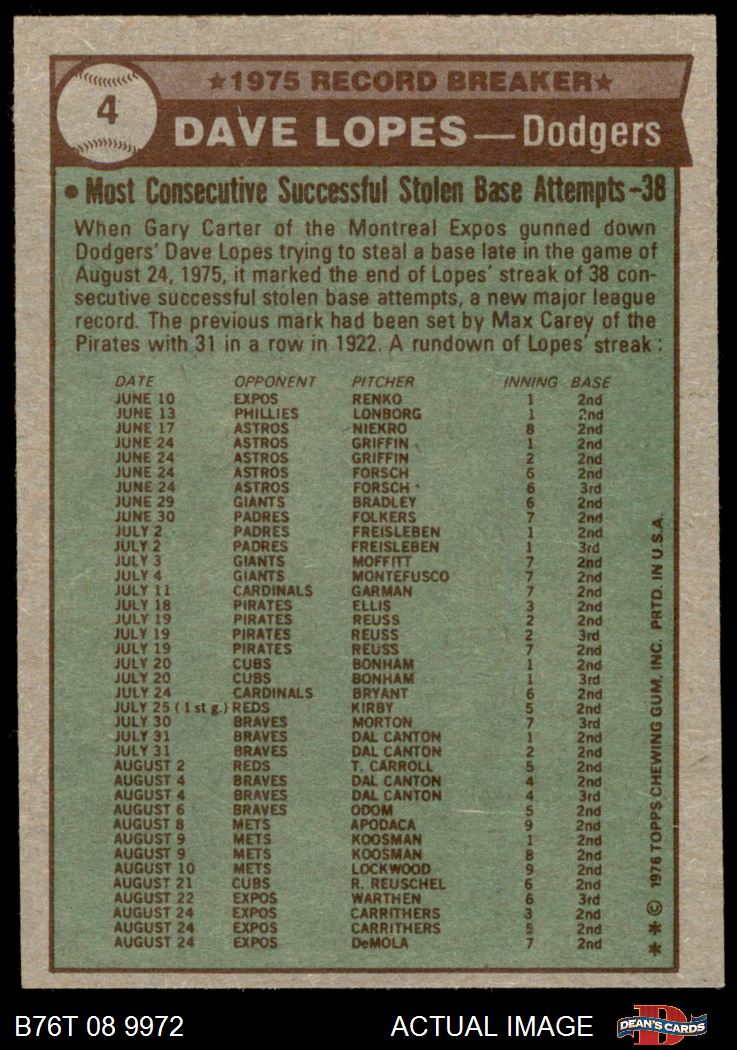 4
★1975 RECORD BREAKER★
DAVE LOPES—Dodgers
• Most Consecutive Successful Stolen Base Attempts-38
When Gary Carter of the Montreal Expos gunned down
Dodgers' Dave Lopes trying to steal a base late in the game of
August 24, 1975, it marked the end of Lopes' streak of 38 con-
secutive successful stolen base attempts, a new major league
record. The previous mark had been set by Max Carey of the
Pirates with 31 in a row in 1922. A rundown of Lopes' streak:
DATE OPPONENT PITCHER INNING BASE
JUNE 10 EXPOS RENKO 1 2nd
JUNE 13 PHILLIES LONBORG 1 2nd
JUNE 17 ASTROS NIEKRO 8 2nd
JUNE 24 ASTROS GRIFFIN 1 2nd
JUNE 24 ASTROS GRIFFIN 2 2nd
JUNE 24 ASTROS FORSCH 6 2nd
JUNE 24 ASTROS FORSCH 6 3rd
JUNE 29 GIANTS BRADLEY 6 2nd
JUNE 30 PADRES FOLKERS 7 2nd
JULY 2 PADRES FREISLEBEN 1 2nd
JULY 2 PADRES FREISLEBEN 1 3rd
JULY 3 GIANTS MOFFITT 7 2nd
JULY 4 GIANTS MONTEFUSCO 7 2nd
JULY 11 CARDINALS GARMAN 7 2nd
JULY 18 PIRATES ELLIS 3 2nd
JULY 19 PIRATES REUSS 2 2nd
JULY 19 PIRATES REUSS 2 3rd
JULY 19 PIRATES REUSS 7 2nd
JULY 20 CUBS BONHAM 1 2nd
JULY 20 CUBS BONHAM 1 3rd
JULY 24 CARDINALS BRYANT 6 2nd
JULY 25 (1 st g.) REDS KIRBY 5 2nd
JULY 30 BRAVES MORTON 7 3rd
JULY 31 BRAVES DAL CANTON 1 2nd
JULY 31 BRAVES DAL CANTON 2 2nd
AUGUST 2 REDS T. CARROLL 5 2nd
AUGUST 4 BRAVES DAL CANTON 4 2nd
AUGUST 4 BRAVES DAL CANTON 4 3rd
AUGUST 6 BRAVES ODOM 5 2nd
AUGUST 8 METS APODACA 9 2nd
AUGUST 9 METS KOOSMAN 1 2nd
AUGUST 9 METS KOOSMAN 8 2nd
AUGUST 10 METS LOCKWOOD 9 2nd
AUGUST 21 CUBS R. REUSCHEL 6 2nd
AUGUST 22 EXPOS WARTHEN 6 3rd
AUGUST 24 EXPOS CARRITHERS 3 2nd
AUGUST 24 EXPOS CARRITHERS 5 2nd
AUGUST 24 EXPOS DeMOLA 7 2nd
** © 1976 TOPPS CHEWING GUM, INC. PRTD. IN U.S.A.
B76T 08 9972 ACTUAL IMAGE
DEAN'S CARDS